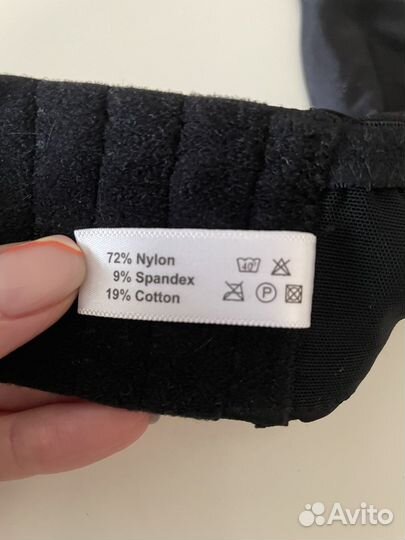 72% Nylon
9% Spandex
19% Cotton
40°
P
Avito